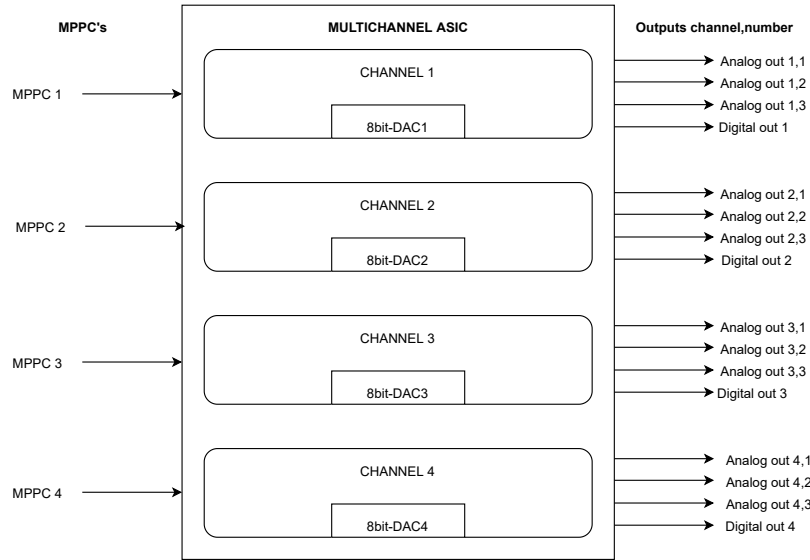 MPPC's
MULTICHANNEL ASIC
Outputs channel,number
MPPC 1
CHANNEL 1
8bit-DAC1
Analog out 1,1
Analog out 1,2
Analog out 1,3
Digital out 1
MPPC 2
CHANNEL 2
8bit-DAC2
Analog out 2,1
Analog out 2,2
Analog out 2,3
Digital out 2
MPPC 3
CHANNEL 3
8bit-DAC3
Analog out 3,1
Analog out 3,2
Analog out 3,3
Digital out 3
MPPC 4
CHANNEL 4
8bit-DAC4
Analog out 4,1
Analog out 4,2
Analog out 4,3
Digital out 4